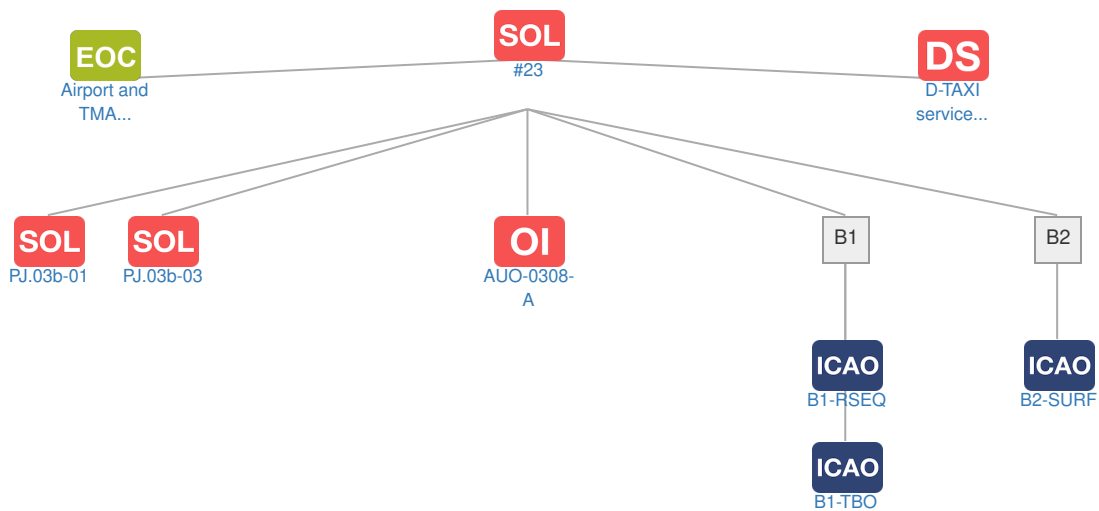 EOC
Airport and
TMA...
SOL
#23
DS
D-TAXI
service...
SOL
PJ.03b-01
SOL
PJ.03b-03
OI
AUO-0308-
A
B1
B2
ICAO
B1-RSEQ
ICAO
B2-SURF
ICAO
B1-TBO